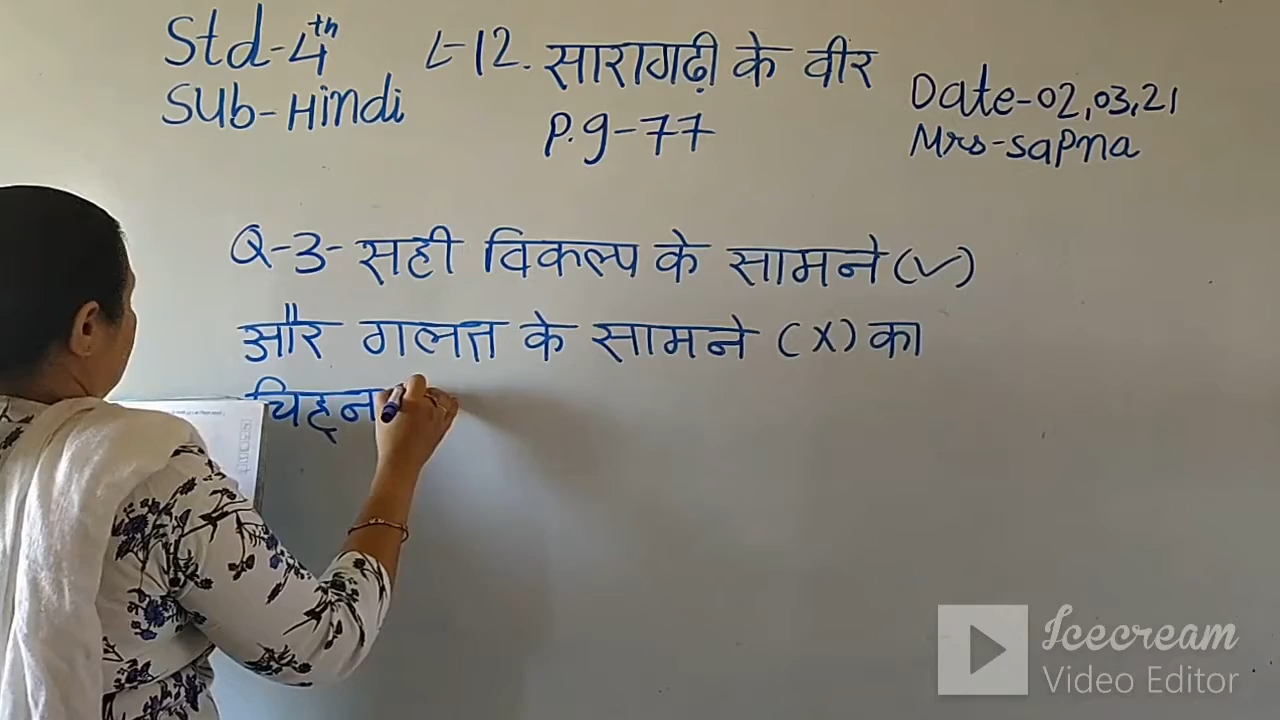 Std-4th
Sub-Hindi
L-12. सारागढ़ी के वीर
P.g-77
Date-02,03,21
Mrs-Sapna
Q-3- सही विकल्प के सामने (✓)
और गलत के सामने (X) का
चिह्न
Icecream
Video Editor